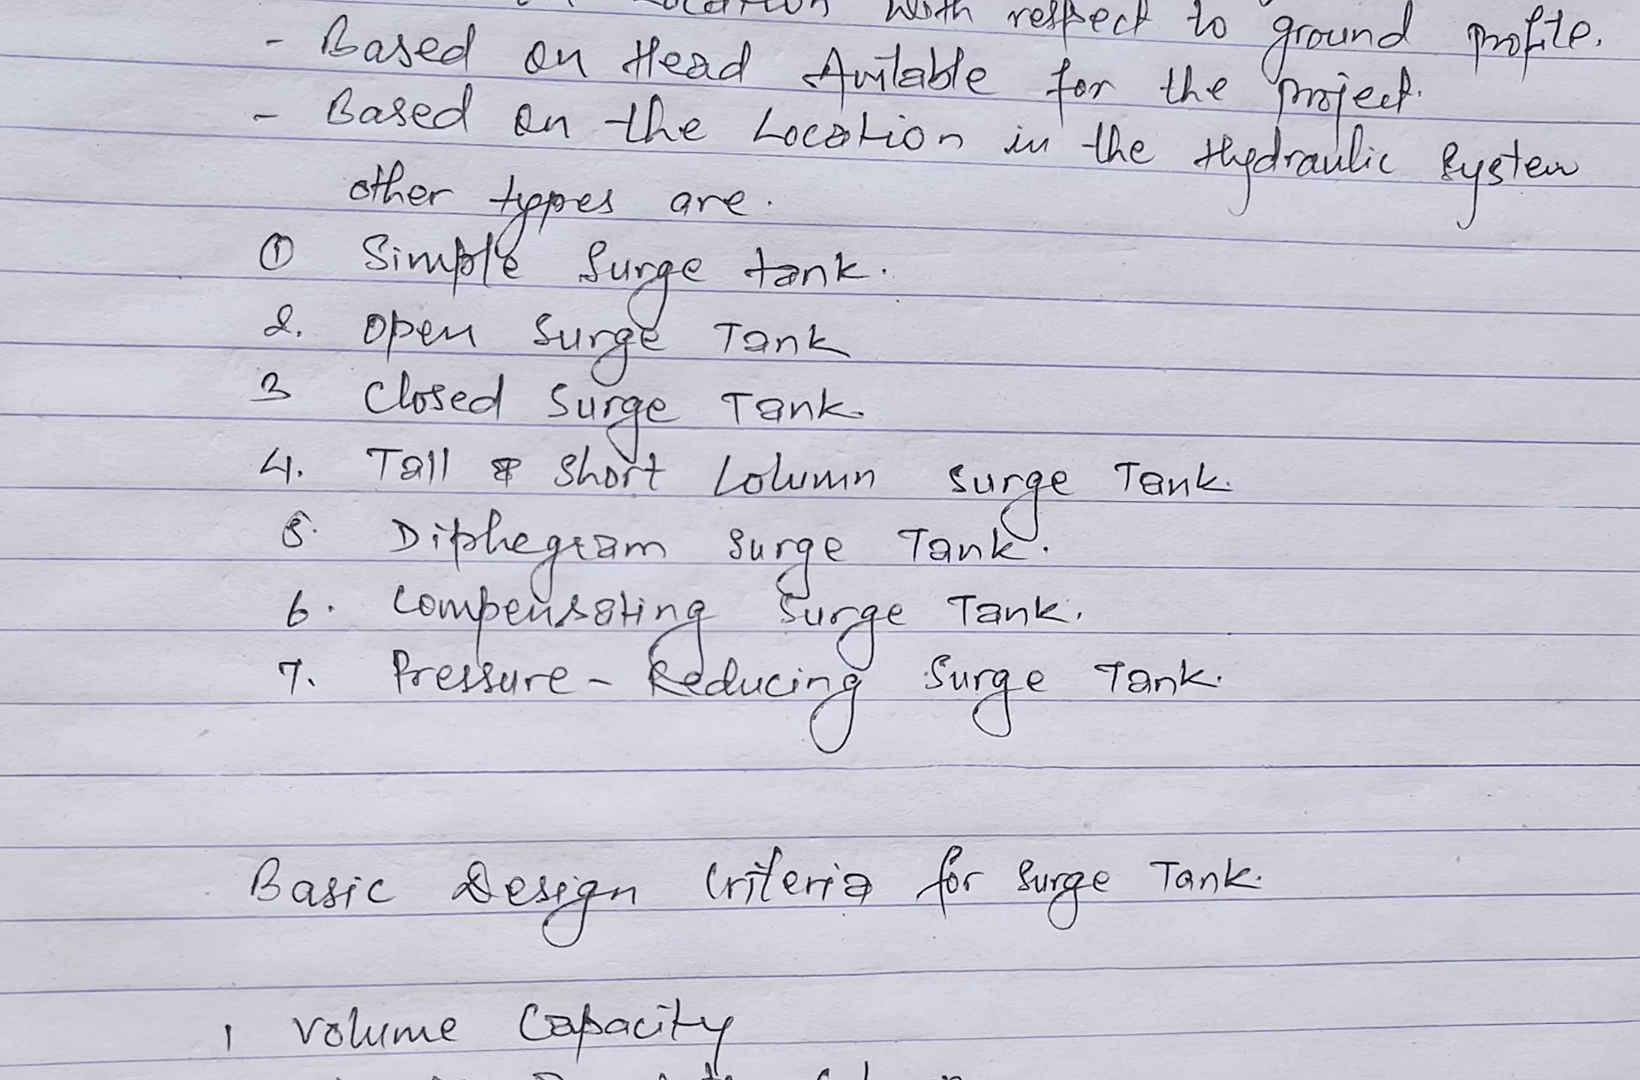 Location with respect to ground profile.
- Based on Head Avilable for the project.
- Based on the Location in the Hydraulic System
other types are.
① Simple Surge tank.
2. Open Surge Tank
3 Closed Surge Tank.
4. Tall & Short Column Surge Tank.
5. Diphegram Surge Tank.
6. Compensating Surge Tank.
7. Pressure - Reducing Surge Tank.
Basic Design Criteria for Surge Tank.
1 Volume Capacity